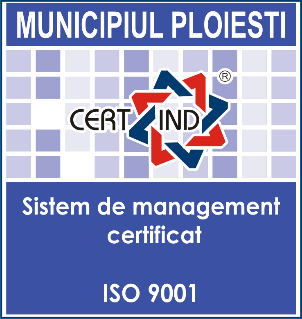 MUNICIPIUL PLOIESTI
CERT IND ®
Sistem de management
certificat
ISO 9001